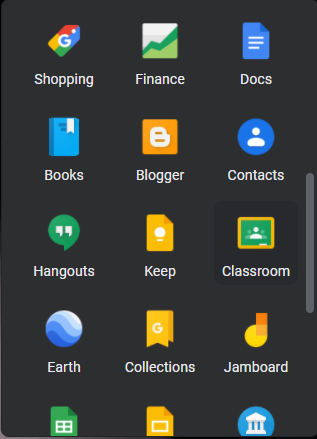 Shopping
Finance
Docs
Books
Blogger
Contacts
Hangouts
Keep
Classroom
Earth
Collections
Jamboard